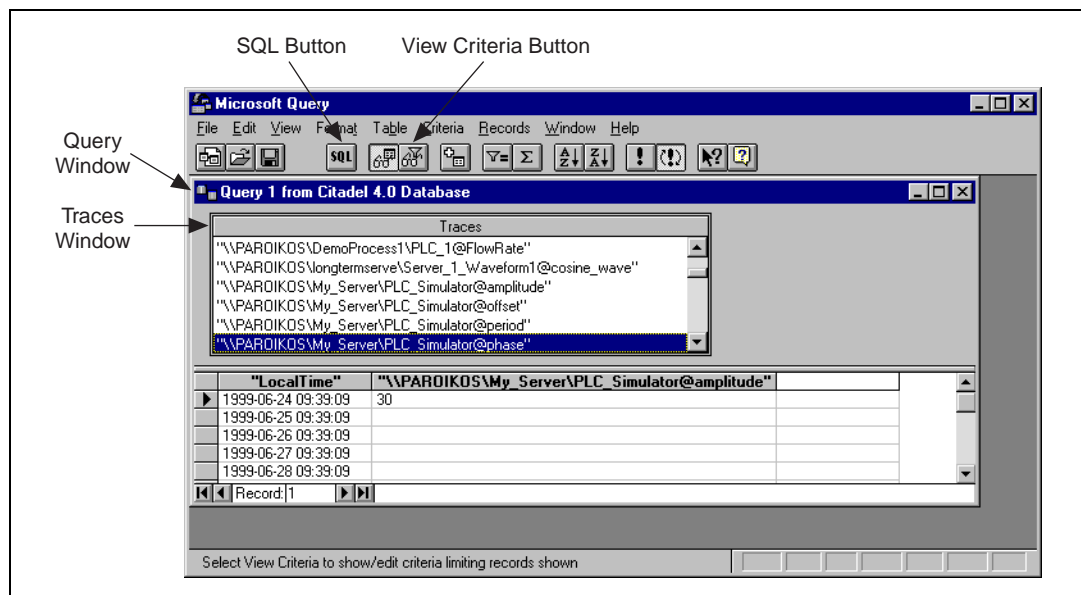 SQL Button View Criteria Button
Query Window
Traces Window
Microsoft Query
File Edit View Format Table Criteria Records Window Help
SQL
Query 1 from Citadel 4.0 Database
Traces
"\\PAROIKOS\DemoProcess1\PLC_1@FlowRate"
"\\PAROIKOS\longtermserve\Server_1_Waveform1@cosine_wave"
"\\PAROIKOS\My_Server\PLC_Simulator@amplitude"
"\\PAROIKOS\My_Server\PLC_Simulator@offset"
"\\PAROIKOS\My_Server\PLC_Simulator@period"
"\\PAROIKOS\My_Server\PLC_Simulator@phase"
"LocalTime" "\\PAROIKOS\My_Server\PLC_Simulator@amplitude"
1999-06-24 09:39:09 30
1999-06-25 09:39:09
1999-06-26 09:39:09
1999-06-27 09:39:09
1999-06-28 09:39:09
Record: 1
Select View Criteria to show/edit criteria limiting records shown